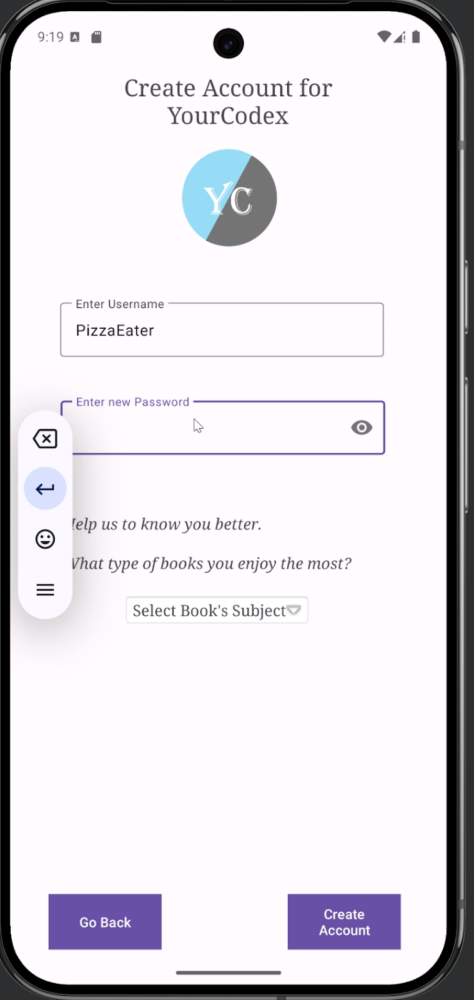 9:19
Create Account for
YourCodex
YC
Enter Username
PizzaEater
Enter new Password
Help us to know you better.
What type of books you enjoy the most?
Select Book's Subject
Go Back
Create
Account